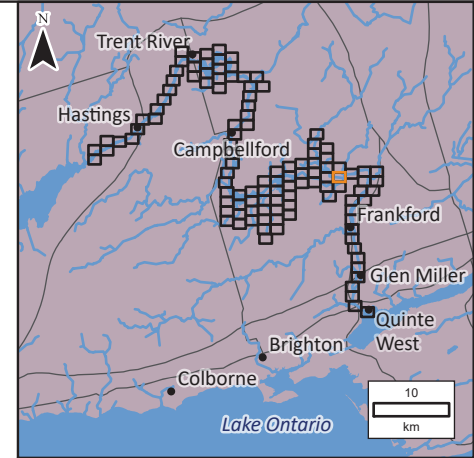 N
Trent River
Hastings
Campbellford
Frankford
Glen Miller
Quinte
West
Brighton
Colborne
Lake Ontario
10
km